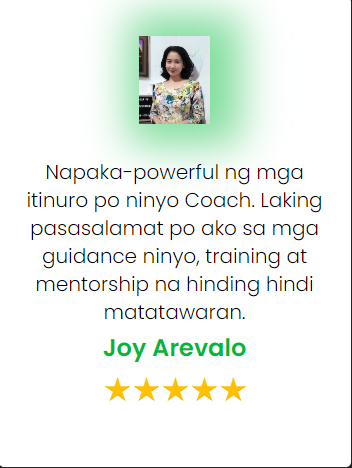 Napaka-powerful ng mga
itinuro po ninyo Coach. Laking
pasasalamat po ako sa mga
guidance ninyo, training at
mentorship na hinding hindi
matatawaran.
Joy Arevalo